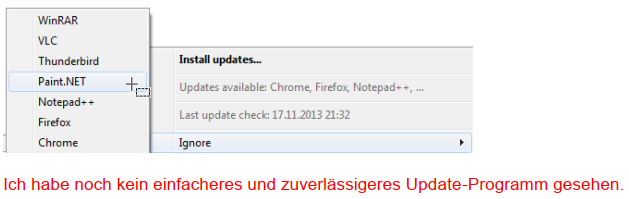 WinRAR
VLC
Thunderbird
Paint.NET
Notepad++
Firefox
Chrome
Install updates...
Updates available: Chrome, Firefox, Notepad++, ...
Last update check: 17.11.2013 21:32
Ignore
Ich habe noch kein einfacheres und zuverlässigeres Update-Programm gesehen.